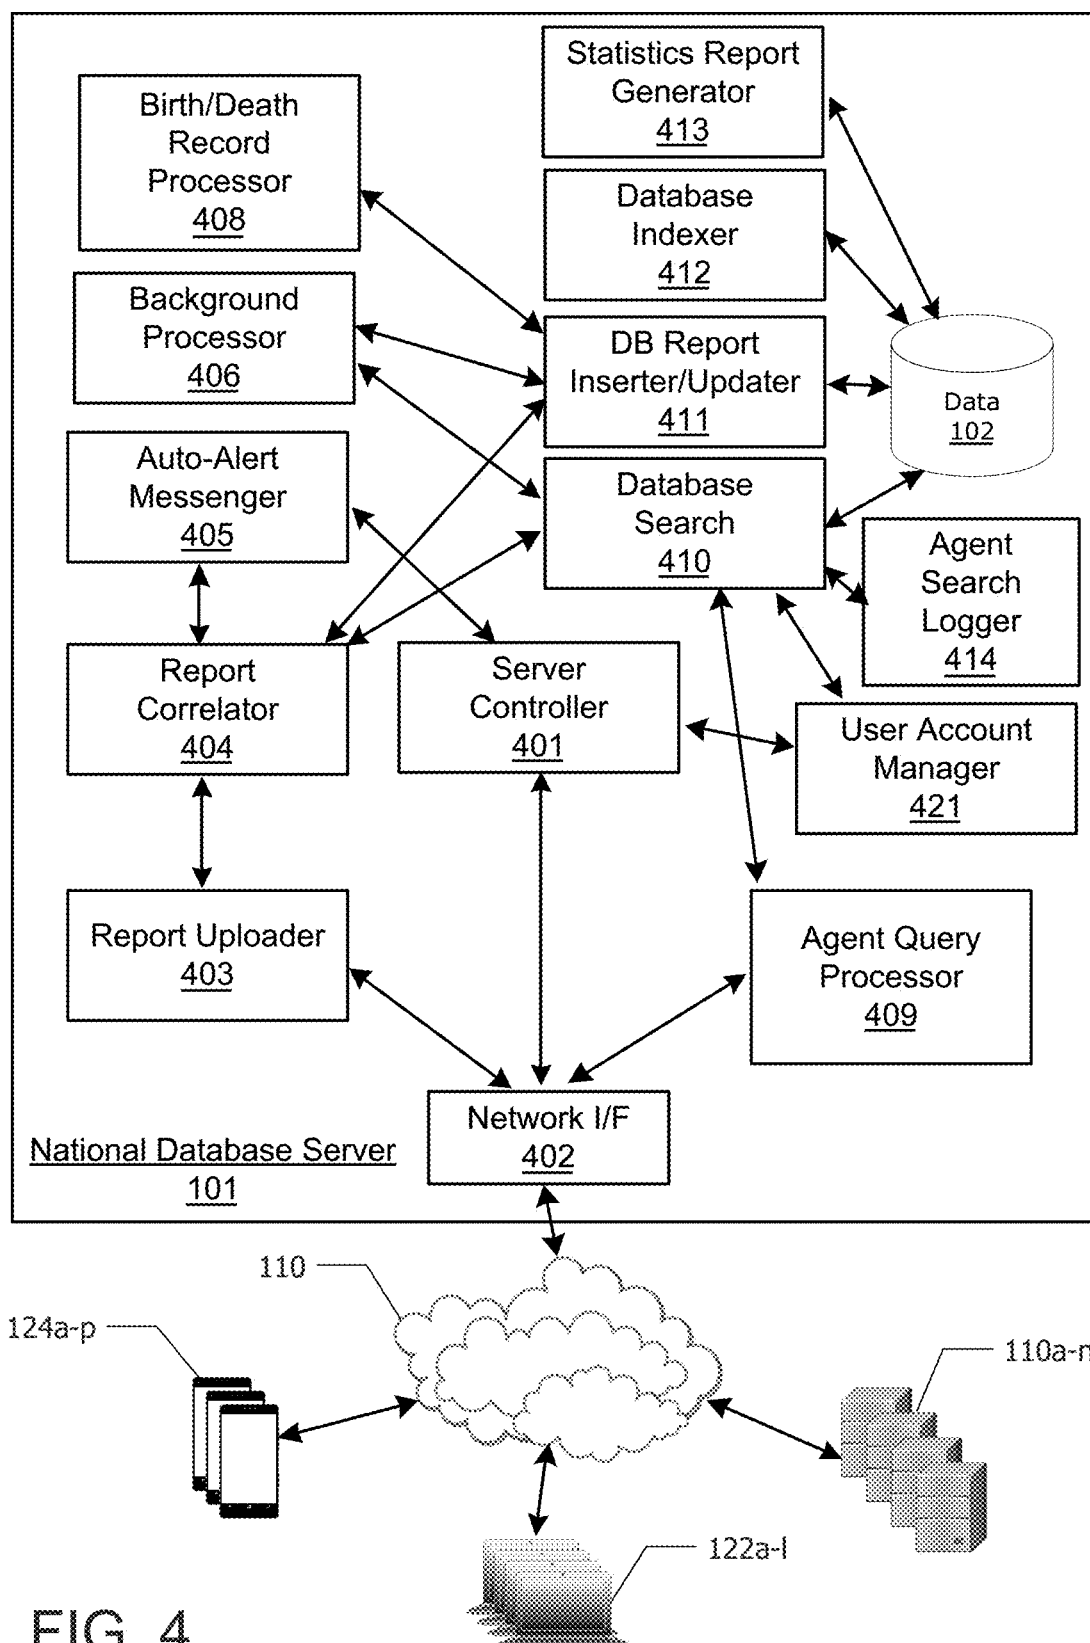 Statistics Report
Generator
413
Birth/Death
Record
Processor
408
Database
Indexer
412
Background
Processor
406
DB Report
Inserter/Updater
411
Data
102
Auto-Alert
Messenger
405
Database
Search
410
Agent
Search
Logger
414
Report
Correlator
404
Server
Controller
401
User Account
Manager
421
Report Uploader
403
Agent Query
Processor
409
Network I/F
402
National Database Server
101
110
124a-p
110a-n
122a-l
FIG. 4